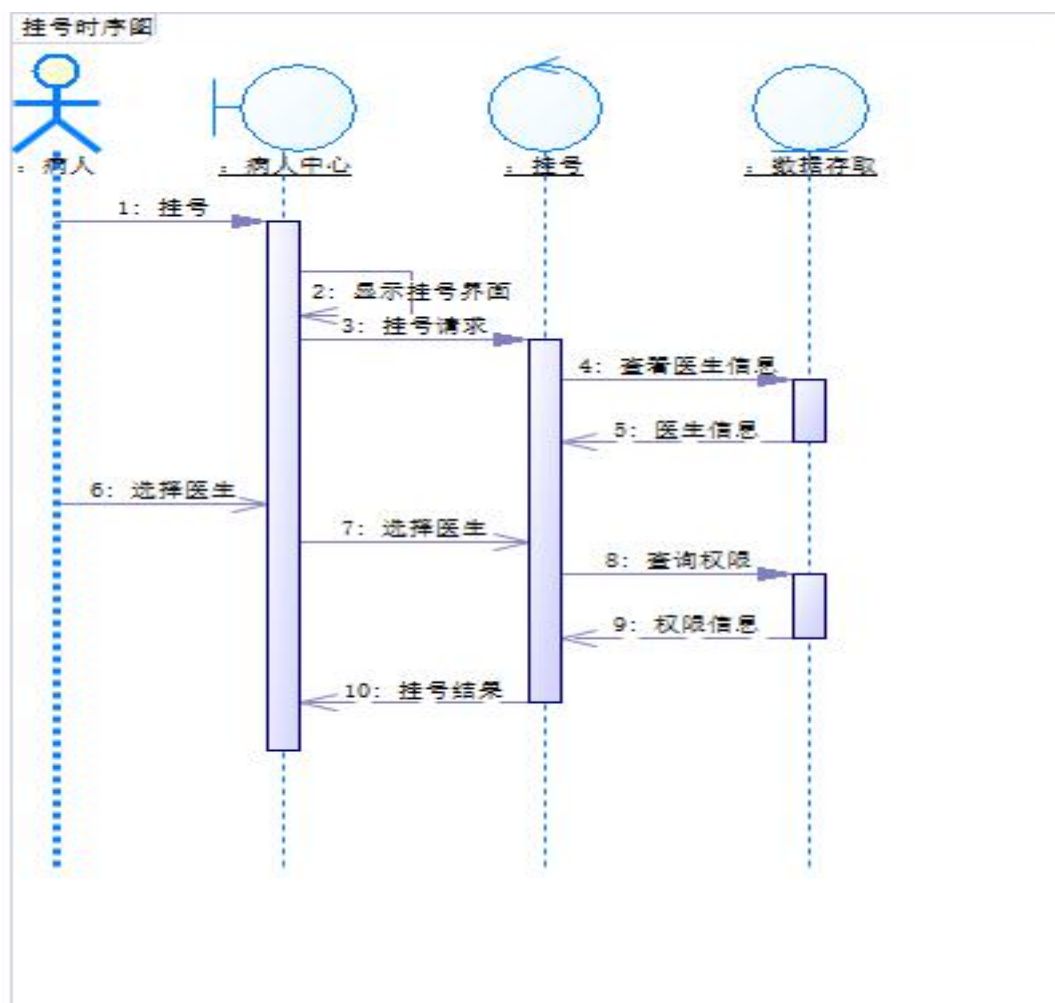 挂号时序图
：病人
：病人中心
：挂号
：数据存取
1: 挂号
2: 显示挂号界面
3: 挂号请求
4: 查看医生信息
5: 医生信息
6: 选择医生
7: 选择医生
8: 查询权限
9: 权限信息
10: 挂号结果